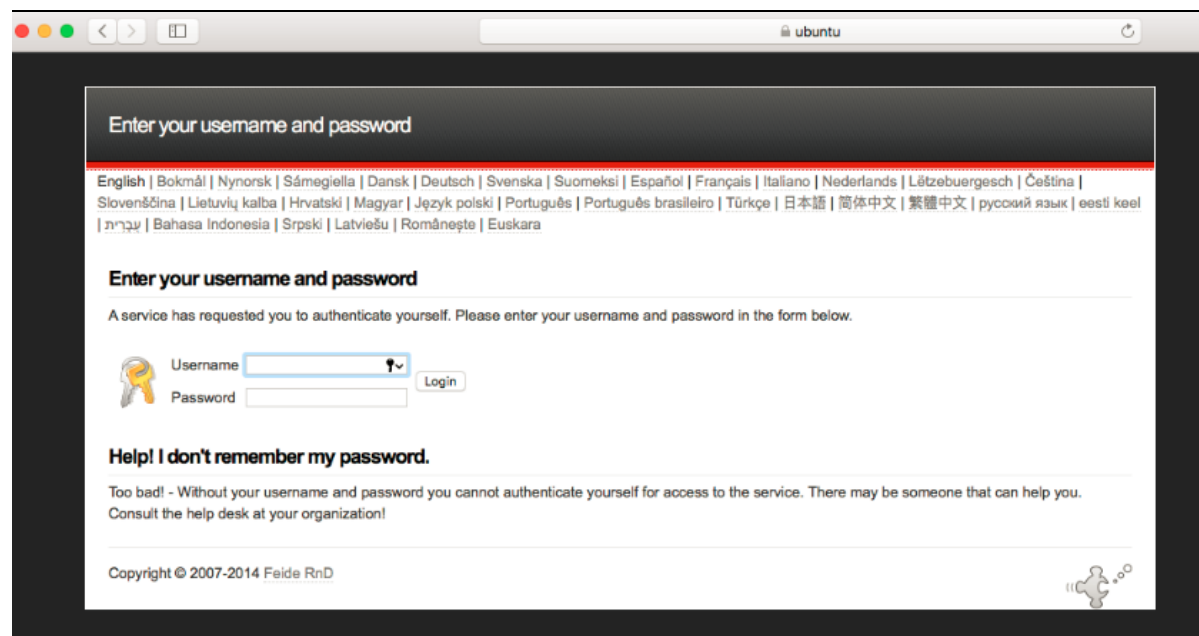 ubuntu
Enter your username and password
English | Bokmål | Nynorsk | Sámegiella | Dansk | Deutsch | Svenska | Suomeksi | Español | Français | Italiano | Nederlands | Lëtzebuergesch | Čeština |
Slovenščina | Lietuvių kalba | Hrvatski | Magyar | Język polski | Português | Português brasileiro | Türkçe | 日本語 | 简体中文 | 繁體中文 | русский язык | eesti keel
| עִבְרִית | Bahasa Indonesia | Srpski | Latviešu | Românește | Euskara
Enter your username and password
A service has requested you to authenticate yourself. Please enter your username and password in the form below.
Username
Login
Password
Help! I don't remember my password.
Too bad! - Without your username and password you cannot authenticate yourself for access to the service. There may be someone that can help you.
Consult the help desk at your organization!
Copyright © 2007-2014 Feide RnD